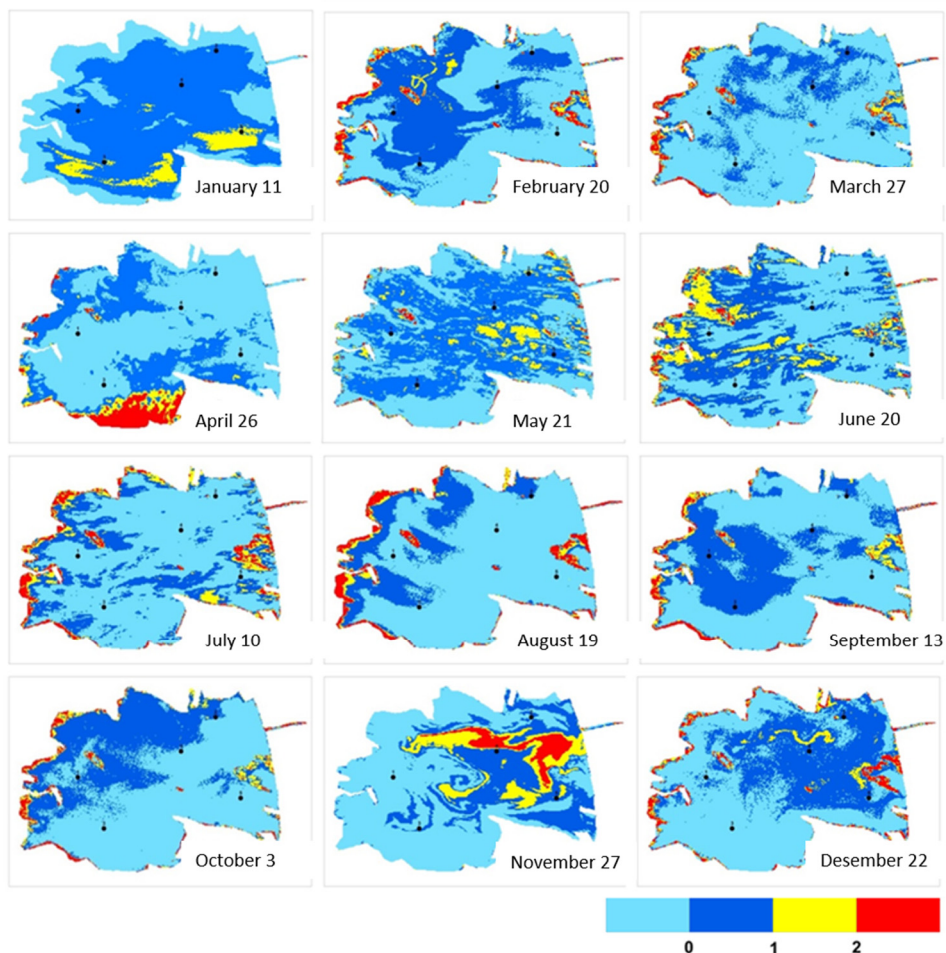 January 11
February 20
March 27
April 26
May 21
June 20
July 10
August 19
September 13
October 3
November 27
Desember 22
0 1 2